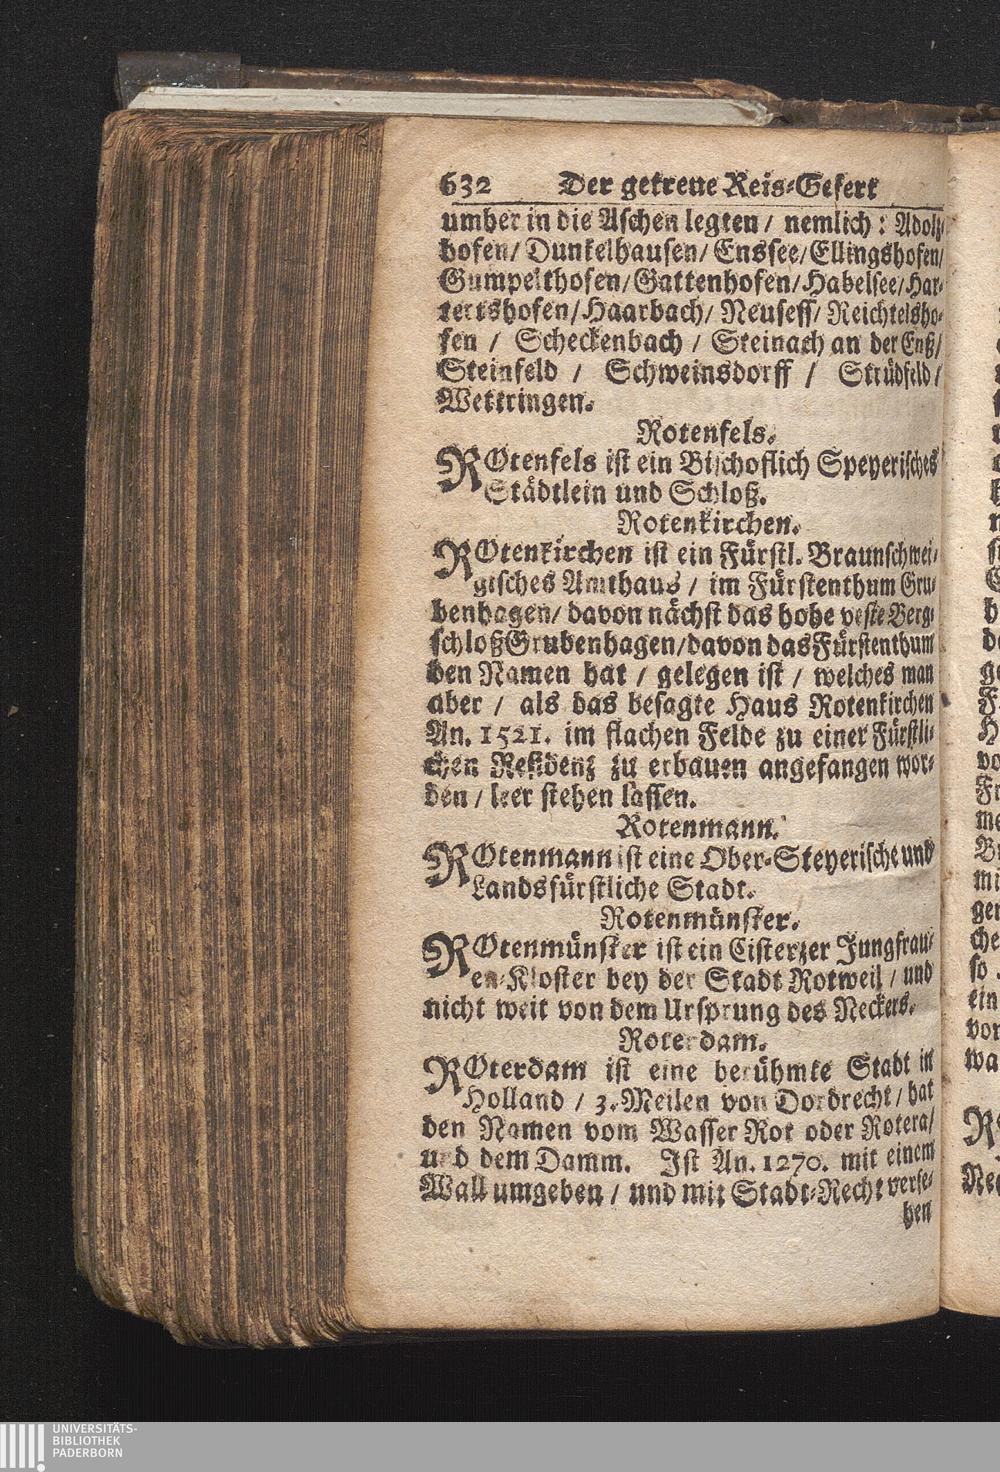 632 Der getreue Reis-Gefert
umher in die Aschen legten / nemlich: Adolz-
hofen / Dunkelhausen / Enssee / Ellingshofen /
Gumpelthofen / Gattenhofen / Habelsee / Har-
tertshofen / Haarbach / Neuseß / Reichtelsho-
fen / Scheckenbach / Steinach an der Entz /
Steinfeld / Schweinsdorff / Strüdfeld /
Wettringen.
Rotenfels.
ROtenfels ist ein Bischoflich Speyerisches
Städtlein und Schloß.
Rotenkirchen.
ROtenkirchen ist ein Fürstl. Braunschwei-
gisches Amthaus / im Fürstenthum Gru-
benhagen / davon nächst das hohe veste Berg-
schloß Grubenhagen / davon das Fürstenthum
den Namen hat / gelegen ist / welches man
aber / als das besagte Haus Rotenkirchen
An. 1521. im flachen Felde zu einer Fürstli-
chen Residenz zu erbauen angefangen wor-
den / leer stehen lassen.
Rotenmann.
ROtenmann ist eine Ober-Steyerische und
Landsfürstliche Stadt.
Rotenmünster.
ROtenmünster ist ein Cisterzer Jungfrau-
en-Kloster bey der Stadt Rotweil / und
nicht weit von dem Ursprung des Neckers.
Roterdam.
ROterdam ist eine berühmte Stadt in
Holland / 3. Meilen von Dordrecht / hat
den Namen vom Wasser Rot oder Rotera /
und dem Damm. Ist An. 1270. mit einem
Wall umgeben / und mit Stadt-Recht verse-
hen
UNIVERSITÄTS-
BIBLIOTHEK
PADERBORN